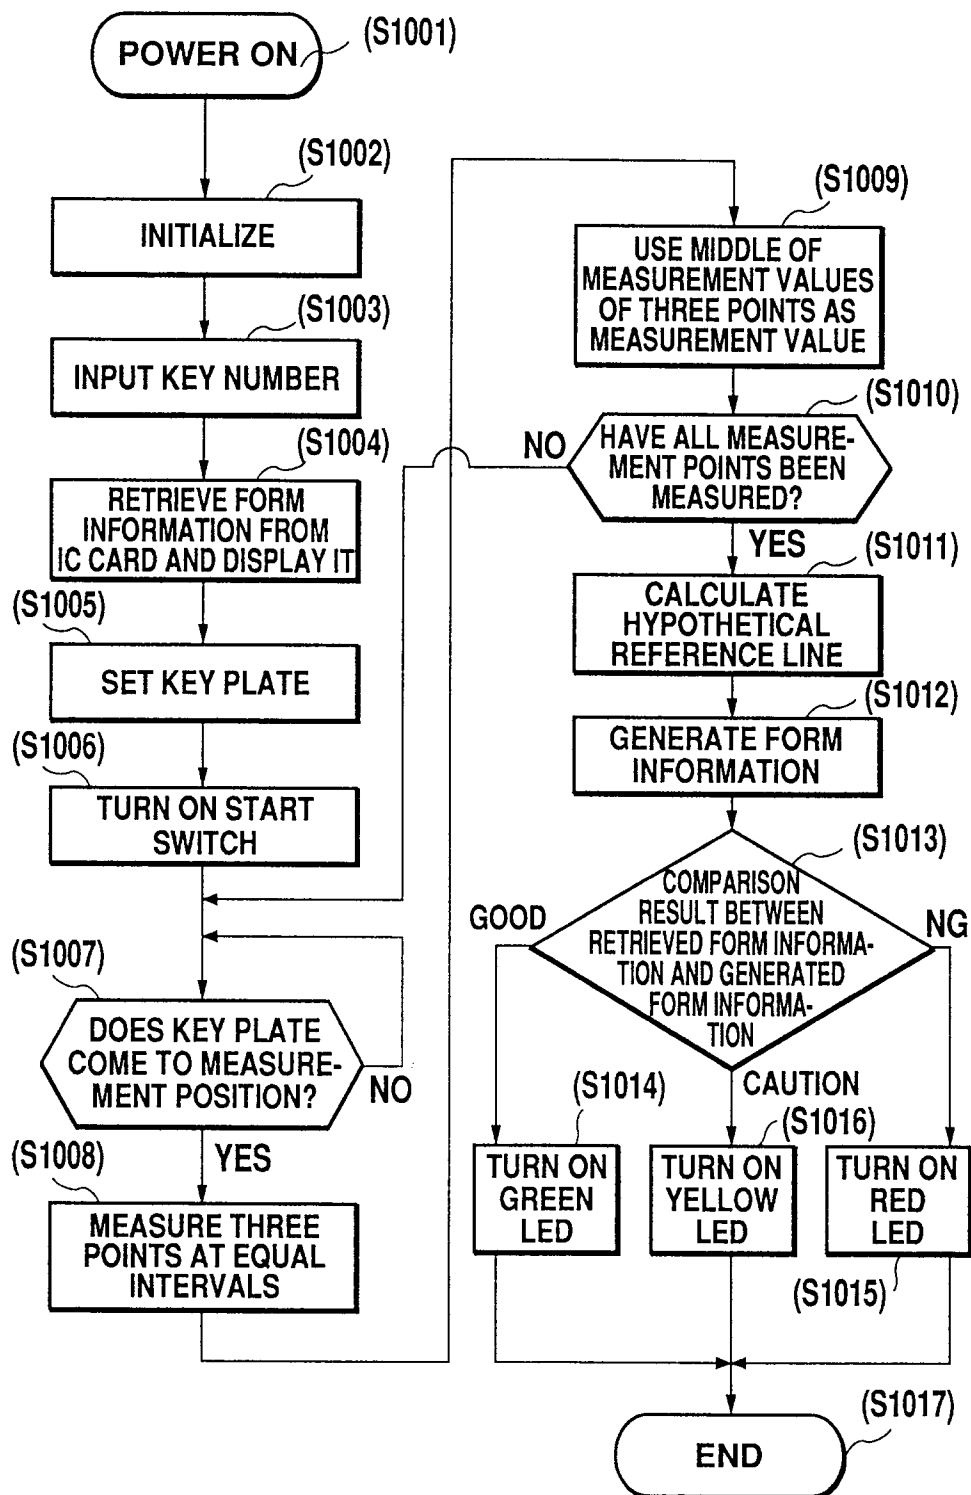 POWER ON
(S1001)
(S1002)
INITIALIZE
(S1003)
INPUT KEY NUMBER
(S1004)
RETRIEVE FORM
INFORMATION FROM
IC CARD AND DISPLAY IT
(S1005)
SET KEY PLATE
(S1006)
TURN ON START
SWITCH
(S1007)
DOES KEY PLATE
COME TO MEASURE-
MENT POSITION?
NO
YES
(S1008)
MEASURE THREE
POINTS AT EQUAL
INTERVALS
(S1009)
USE MIDDLE OF
MEASUREMENT VALUES
OF THREE POINTS AS
MEASUREMENT VALUE
(S1010)
NO
HAVE ALL MEASURE-
MENT POINTS BEEN
MEASURED?
YES
(S1011)
CALCULATE
HYPOTHETICAL
REFERENCE LINE
(S1012)
GENERATE FORM
INFORMATION
(S1013)
COMPARISON
RESULT BETWEEN
RETRIEVED FORM INFORMA-
TION AND GENERATED
FORM INFORMA-
TION
GOOD
NG
CAUTION
(S1014)
TURN ON
GREEN
LED
(S1016)
TURN ON
YELLOW
LED
TURN ON
RED
LED
(S1015)
(S1017)
END